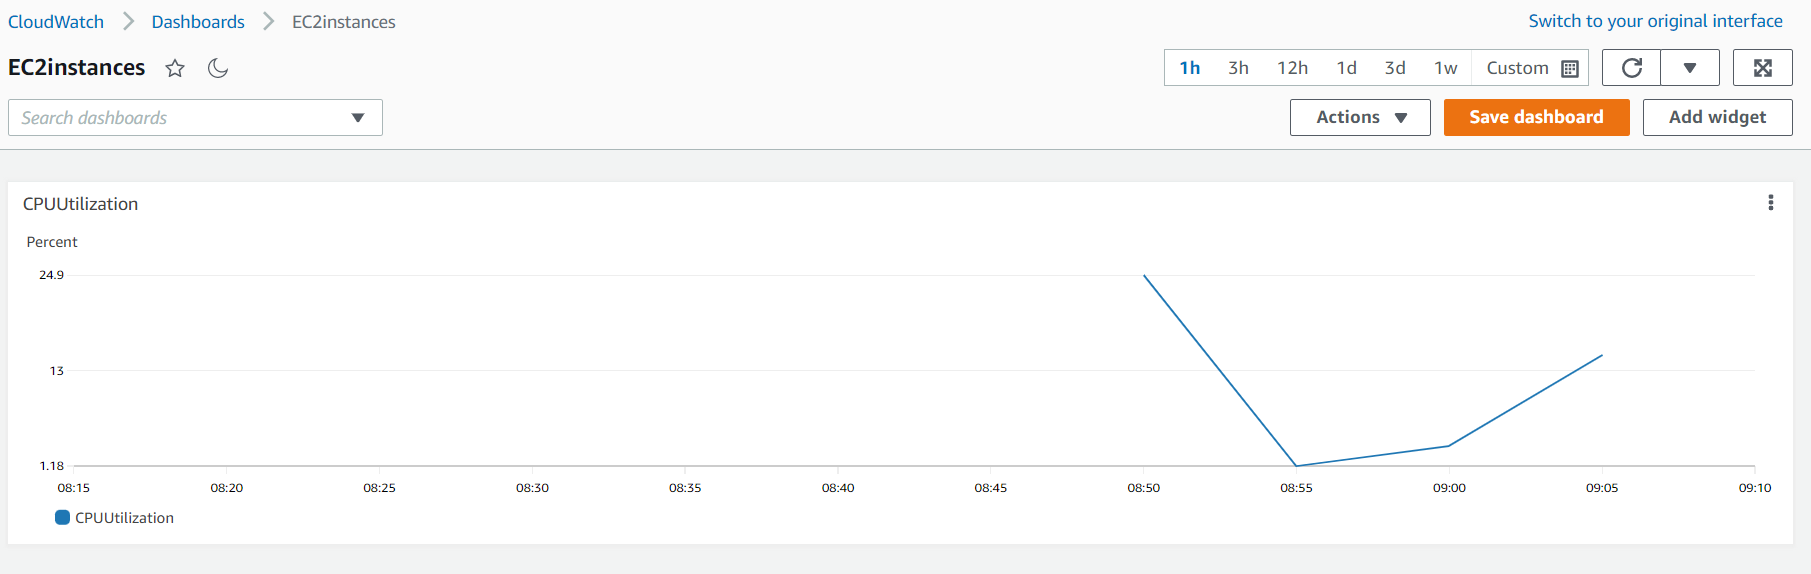 CloudWatch Dashboards EC2instances
Switch to your original interface
EC2instances
1h 3h 12h 1d 3d 1w Custom
Search dashboards
Actions
Save dashboard
Add widget
CPUUtilization
Percent
24.9
13
1.18
08:15 08:20 08:25 08:30 08:35 08:40 08:45 08:50 08:55 09:00 09:05 09:10
CPUUtilization